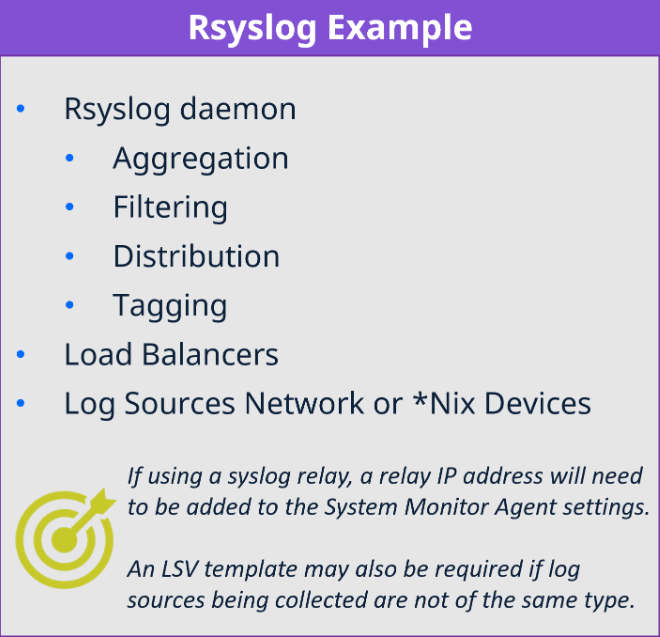 Rsyslog Example
• Rsyslog daemon
• Aggregation
• Filtering
• Distribution
• Tagging
• Load Balancers
• Log Sources Network or *Nix Devices
If using a syslog relay, a relay IP address will need
to be added to the System Monitor Agent settings.
An LSV template may also be required if log
sources being collected are not of the same type.